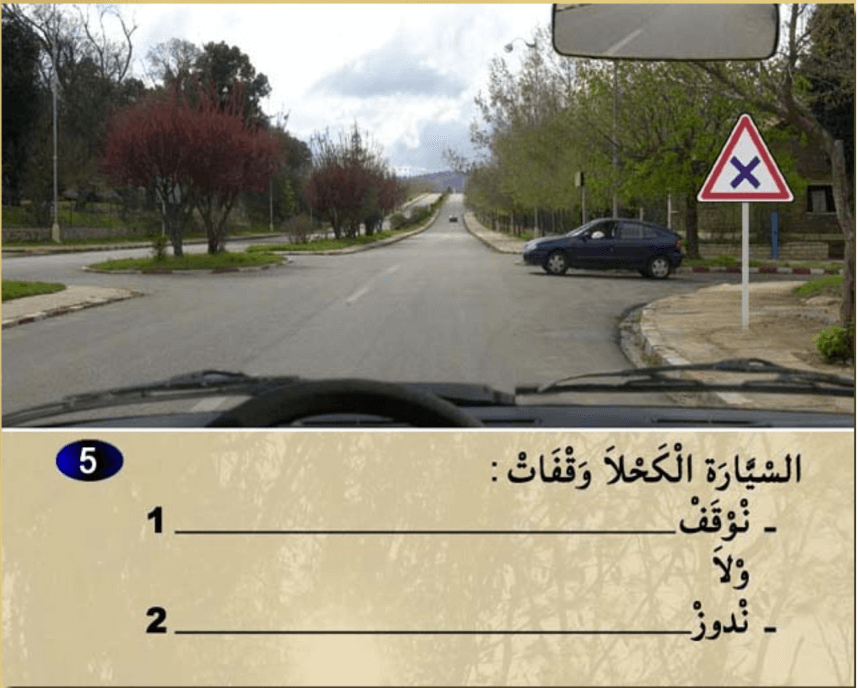 5
السْيَّارَة الْكَحْلاَ وَقْفَاتْ :
- نْوْقَفْ 1
وْلاَ
- نْدوزْ 2